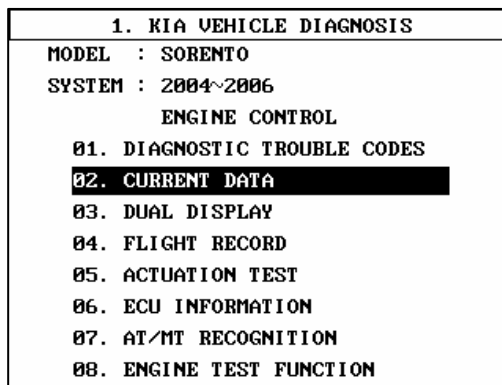 1. KIA VEHICLE DIAGNOSIS
MODEL : SORENTO
SYSTEM : 2004~2006
ENGINE CONTROL
01. DIAGNOSTIC TROUBLE CODES
02. CURRENT DATA
03. DUAL DISPLAY
04. FLIGHT RECORD
05. ACTUATION TEST
06. ECU INFORMATION
07. AT/MT RECOGNITION
08. ENGINE TEST FUNCTION